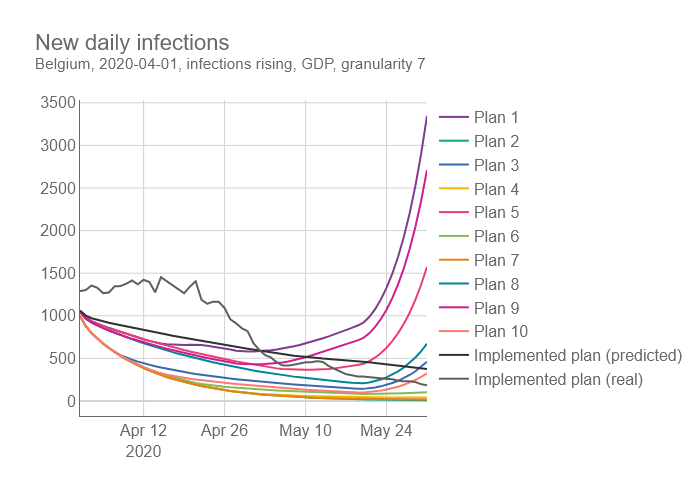 New daily infections
Belgium, 2020-04-01, infections rising, GDP, granularity 7
3500
3000
2500
2000
1500
1000
500
0
Apr 12
2020
Apr 26
May 10
May 24
Plan 1
Plan 2
Plan 3
Plan 4
Plan 5
Plan 6
Plan 7
Plan 8
Plan 9
Plan 10
Implemented plan (predicted)
Implemented plan (real)